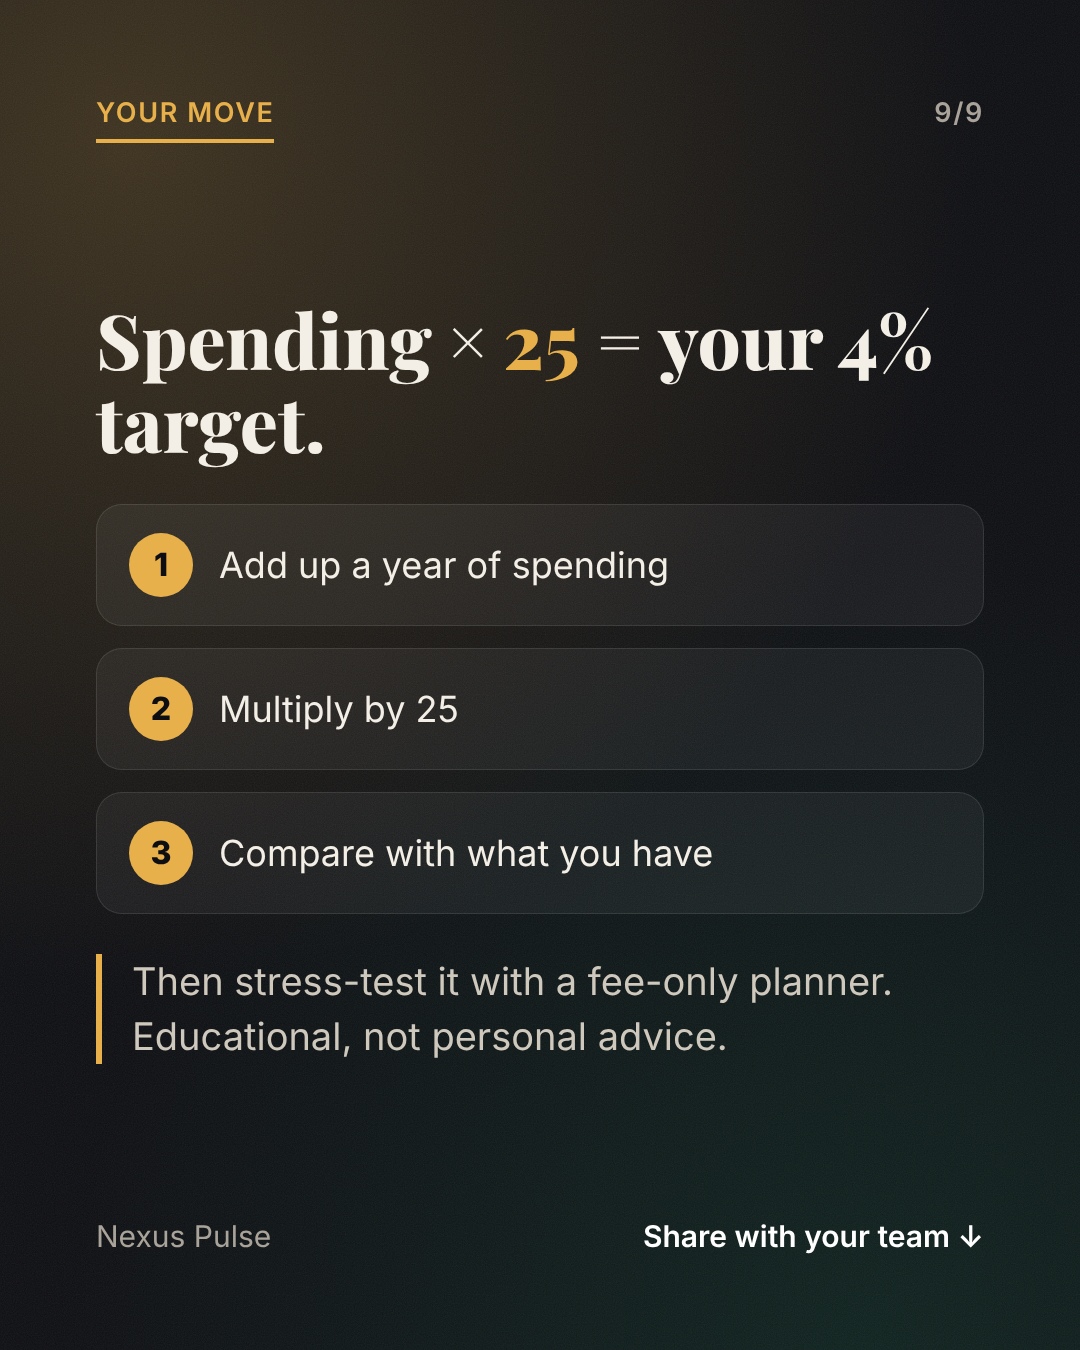 YOUR MOVE
9/9
Spending × 25 = your 4%
target.
1 Add up a year of spending
2 Multiply by 25
3 Compare with what you have
Then stress-test it with a fee-only planner.
Educational, not personal advice.
Nexus Pulse
Share with your team ↓